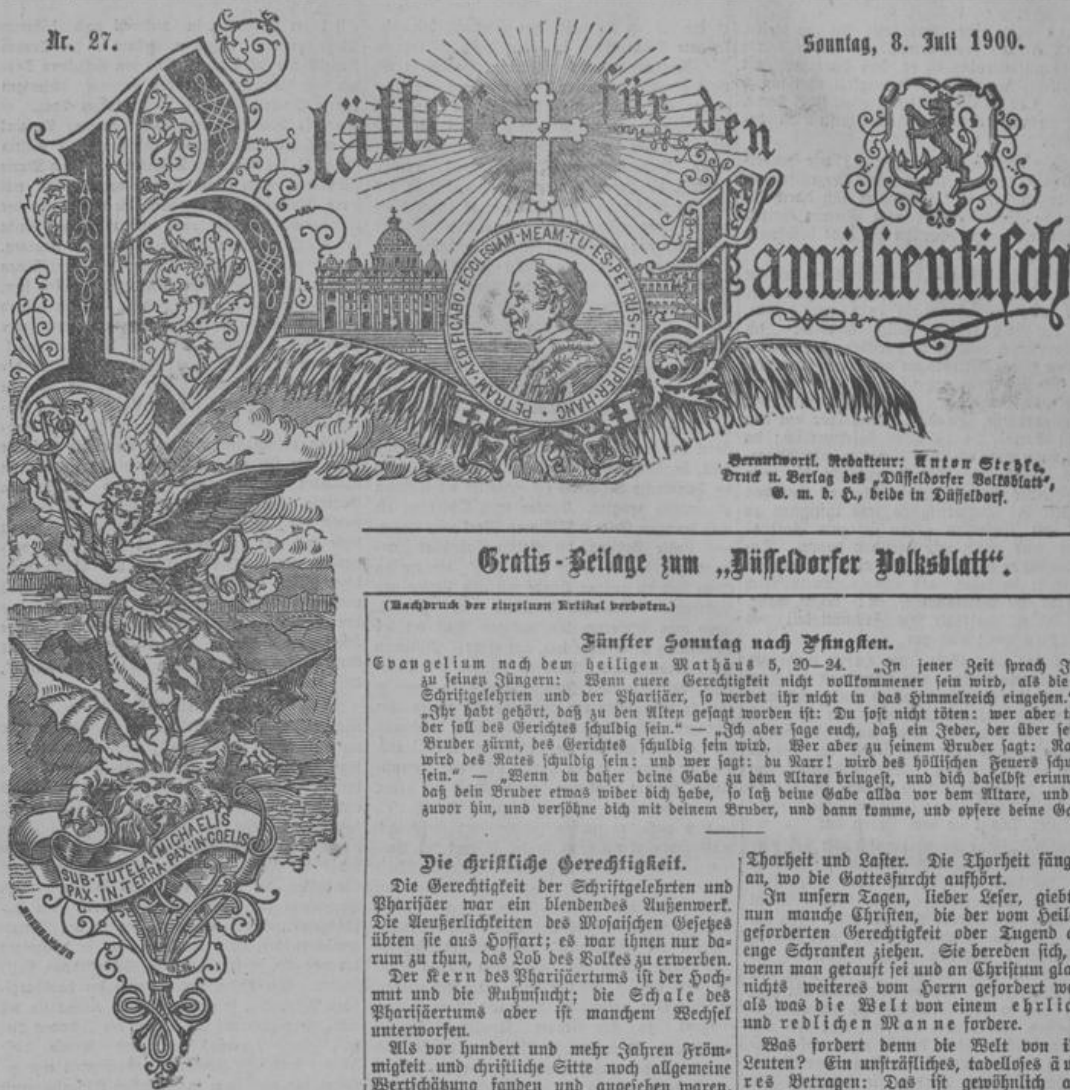 Nr. 27.
Sonntag, 8. Juli 1900.
Blätter für den
Familientisch
PETRAM·AEDIFICABO·ECCLESIAM·MEAM·TU·ES·PETRUS·ET·SUPER·HANC
Verantwortl. Redakteur: Anton Stehle,
Druck u. Verlag des „Düsseldorfer Volksblatt“,
G. m. b. H., beide in Düsseldorf.
Gratis-Beilage zum „Düsseldorfer Volksblatt“.
(Nachdruck der einzelnen Artikel verboten.)
Fünfter Sonntag nach Pfingsten.
Evangelium nach dem heiligen Mathäus 5, 20—24. „In jener Zeit sprach
zu seinen Jüngern: Wenn euere Gerechtigkeit nicht vollkommener sein wird, als die
Schriftgelehrten und der Pharisäer, so werdet ihr nicht in das Himmelreich eingehen.“
„Ihr habt gehört, daß zu den Alten gesagt worden ist: Du sost nicht töten: wer aber
der soll des Gerichtes schuldig sein.“ — „Ich aber sage euch, daß ein Jeder, der über
Bruder zürnt, des Gerichtes schuldig sein wird. Wer aber zu seinem Bruder sagt:
wird des Rates schuldig sein: und wer sagt: du Narr! wird des höllischen Feuers
sein.“ — „Wenn du daher deine Gabe zu dem Altare bringest, und dich daselbst
daß dein Bruder etwas wider dich habe, so laß deine Gabe allda vor dem Altare, und
zuvor hin, und versöhne dich mit deinem Bruder, und dann komme, und opfere deine
SUB·TUTELA·MICHAELIS
PAX·IN·TERRA·PAX·IN·COELIS
Die christliche Gerechtigkeit.
Die Gerechtigkeit der Schriftgelehrten und
Pharisäer war ein blendendes Außenwerk.
Die Aeußerlichkeiten des Mosaischen Gesetzes
übten sie aus Hoffart; es war ihnen nur da-
rum zu thun, das Lob des Volkes zu erwerben.
Der Kern des Pharisäertums ist der Hoch-
mut und die Ruhmsucht; die Schale des
Pharisäertums aber ist manchem Wechsel
unterworfen.
Als vor hundert und mehr Jahren Fröm-
migkeit und christliche Sitte noch allgemeine
Wertschätzung fanden und angesehen waren,
Thorheit und Laster. Die Thorheit
an, wo die Gottesfurcht aufhört.
In unsern Tagen, lieber Leser,
nun manche Christen, die der vom
geforderten Gerechtigkeit oder Tugend
enge Schranken ziehen. Sie bereden sich,
wenn man getauft sei und an Christum
nichts weiteres vom Herrn gefordert
als was die Welt von einem
und redlichen Manne fordere.
Was fordert denn die Welt von
Leuten? Ein unsträfliches, tadelloses
res Betragen: Das ist gewöhnlich